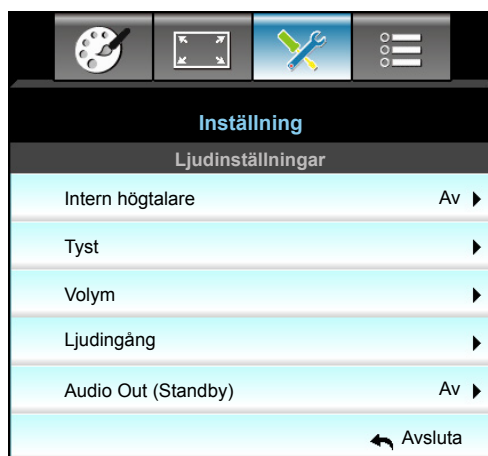 Inställning
Ljudinställningar
Intern högtalare Av
Tyst
Volym
Ljudingång
Audio Out (Standby) Av
Avsluta